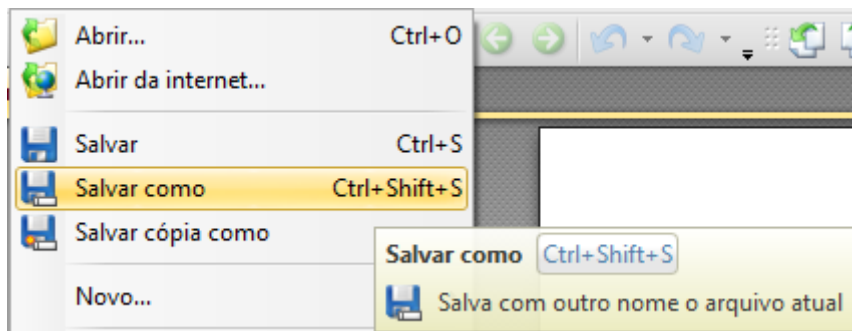 Abrir... Ctrl+O
Abrir da internet...
Salvar Ctrl+S
Salvar como Ctrl+Shift+S
Salvar cópia como
Salvar como Ctrl+Shift+S
Novo...
Salva com outro nome o arquivo atual